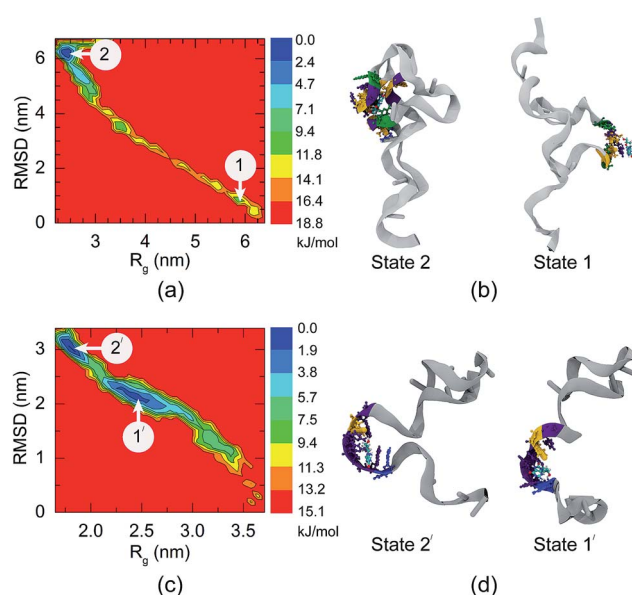 6
4
2
0
RMSD (nm)
3 4 5 6
Rg (nm)
2
1
0.0
2.4
4.7
7.1
9.4
11.8
14.1
16.4
18.8
kJ/mol
(a)
State 2
State 1
(b)
3
2
1
0
RMSD (nm)
2.0 2.5 3.0 3.5
Rg (nm)
2′
1′
0.0
1.9
3.8
5.7
7.5
9.4
11.3
13.2
15.1
kJ/mol
(c)
State 2′
State 1′
(d)